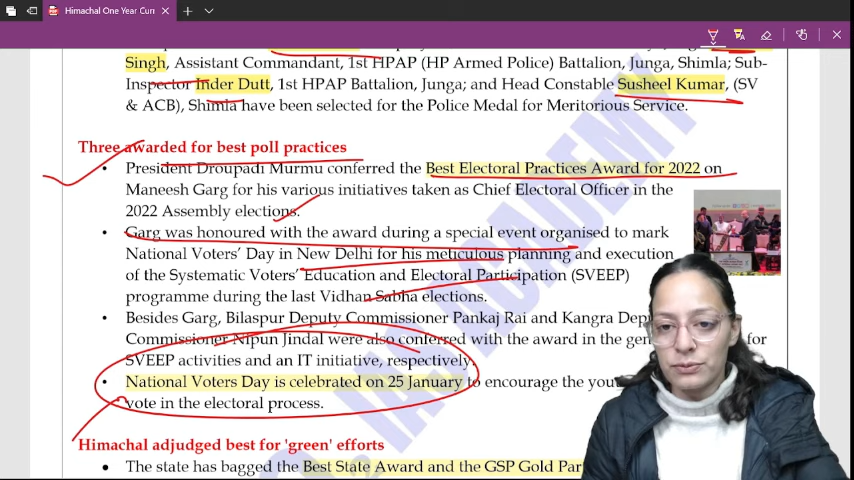 Himachal One Year Curr
Singh, Assistant Commandant, 1st HPAP (HP Armed Police) Battalion, Junga, Shimla; Sub-
Inspector Inder Dutt, 1st HPAP Battalion, Junga; and Head Constable Susheel Kumar, (SV
& ACB), Shimla have been selected for the Police Medal for Meritorious Service.
Three awarded for best poll practices
• President Droupadi Murmu conferred the Best Electoral Practices Award for 2022 on
Maneesh Garg for his various initiatives taken as Chief Electoral Officer in the
2022 Assembly elections.
• Garg was honoured with the award during a special event organised to mark
National Voters' Day in New Delhi for his meticulous planning and execution
of the Systematic Voters' Education and Electoral Participation (SVEEP)
programme during the last Vidhan Sabha elections.
• Besides Garg, Bilaspur Deputy Commissioner Pankaj Rai and Kangra Dep
Commissioner Nipun Jindal were also conferred with the award in the gen for
SVEEP activities and an IT initiative, respectively.
• National Voters Day is celebrated on 25 January to encourage the you
vote in the electoral process.
Himachal adjudged best for 'green' efforts
• The state has bagged the Best State Award and the GSP Gold Par
IAS ACADEMY